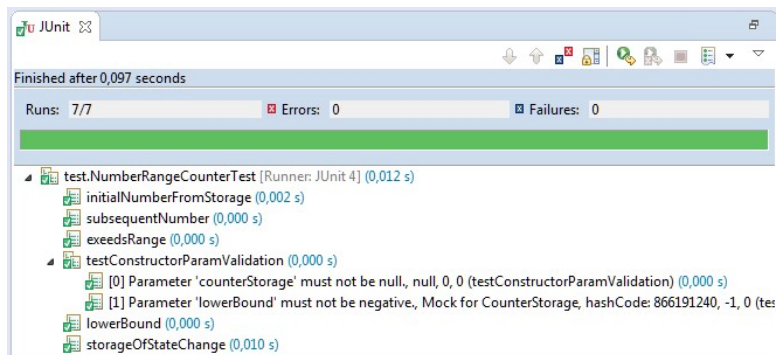 JUnit
Finished after 0,097 seconds
Runs: 7/7 Errors: 0 Failures: 0
test.NumberRangeCounterTest [Runner: JUnit 4] (0,012 s)
initialNumberFromStorage (0,002 s)
subsequentNumber (0,000 s)
exeedsRange (0,000 s)
testConstructorParamValidation (0,000 s)
[0] Parameter 'counterStorage' must not be null., null, 0, 0 (testConstructorParamValidation) (0,000 s)
[1] Parameter 'lowerBound' must not be negative., Mock for CounterStorage, hashCode: 866191240, -1, 0 (tes
lowerBound (0,000 s)
storageOfStateChange (0,010 s)